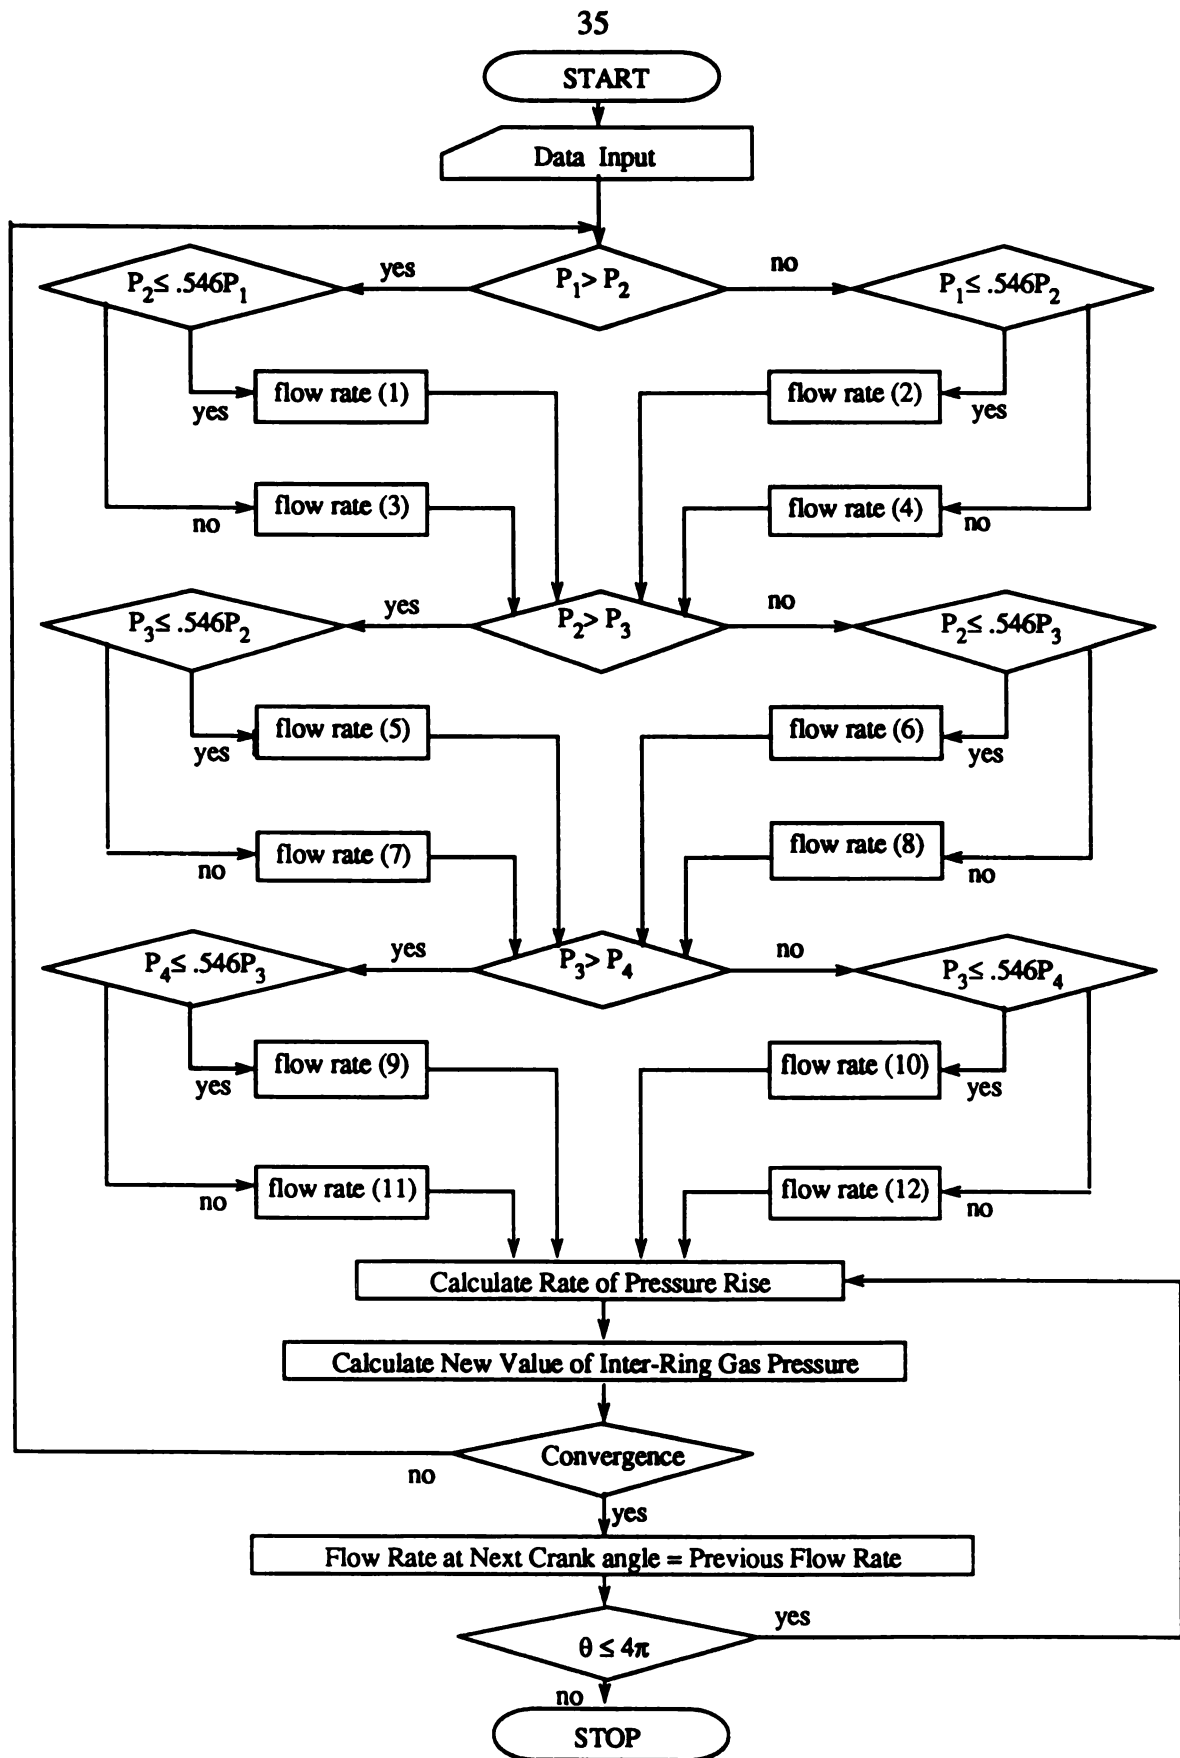 35
START
Data Input
P₂≤ .546P₁
yes
P₁> P₂
no
P₁≤ .546P₂
flow rate (1)
yes
flow rate (2)
yes
flow rate (3)
no
flow rate (4)
no
P₃≤ .546P₂
yes
P₂> P₃
no
P₂≤ .546P₃
flow rate (5)
yes
flow rate (6)
yes
flow rate (7)
no
flow rate (8)
no
P₄≤ .546P₃
yes
P₃> P₄
no
P₃≤ .546P₄
flow rate (9)
yes
flow rate (10)
yes
flow rate (11)
no
flow rate (12)
no
Calculate Rate of Pressure Rise
Calculate New Value of Inter-Ring Gas Pressure
Convergence
no
yes
Flow Rate at Next Crank angle = Previous Flow Rate
θ ≤ 4π
yes
no
STOP